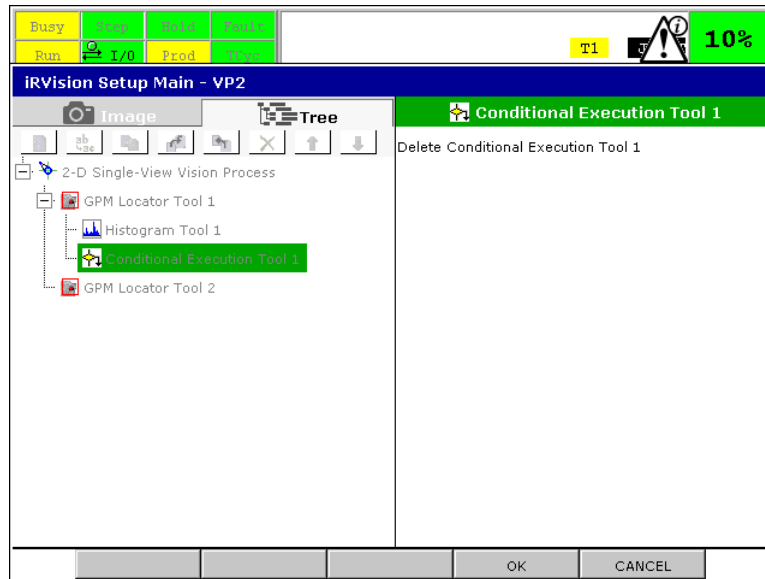 Busy Step Hold Fault
Run I/0 Prod TCyc
T1
10%
iRVision Setup Main - VP2
Image
Tree
Conditional Execution Tool 1
ab
Delete Conditional Execution Tool 1
2-D Single-View Vision Process
GPM Locator Tool 1
Histogram Tool 1
Conditional Execution Tool 1
GPM Locator Tool 2
OK CANCEL